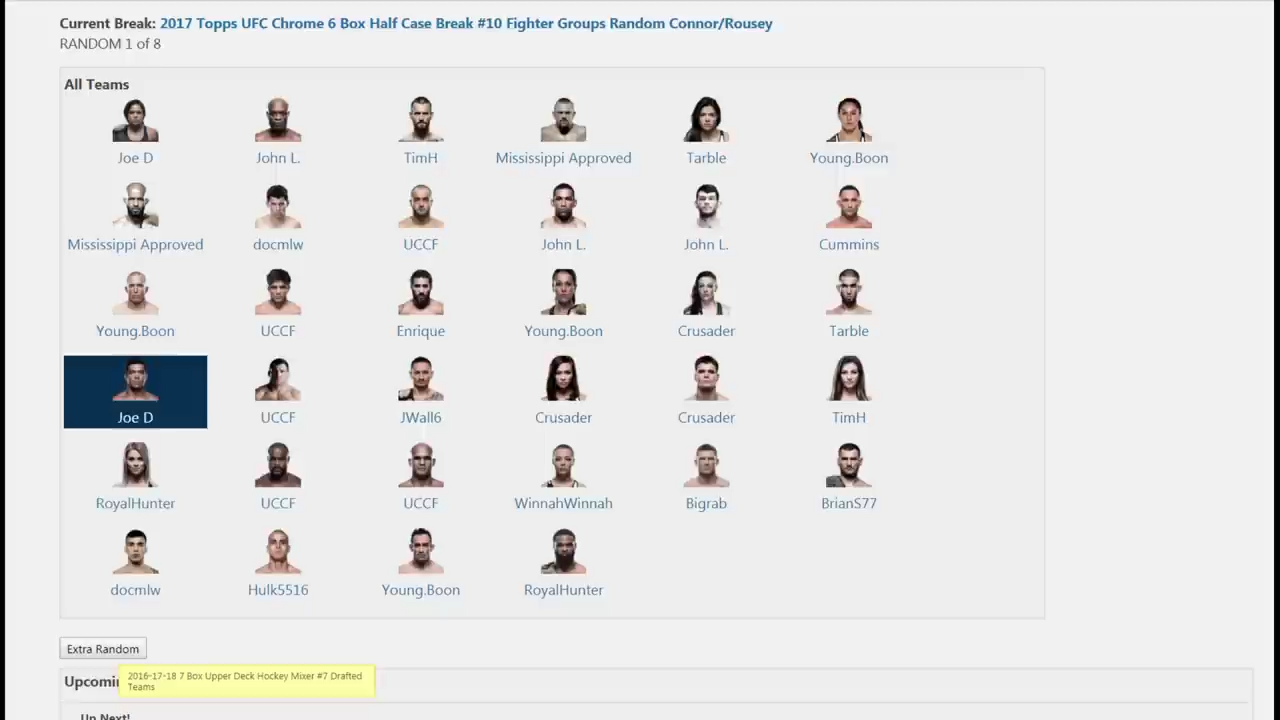 Current Break: 2017 Topps UFC Chrome 6 Box Half Case Break #10 Fighter Groups Random Connor/Rousey
RANDOM 1 of 8
All Teams
Joe D John L. TimH Mississippi Approved Tarble Young.Boon
Mississippi Approved docmlw UCCF John L. John L. Cummins
Young.Boon UCCF Enrique Young.Boon Crusader Tarble
Joe D UCCF JWall6 Crusader Crusader TimH
RoyalHunter UCCF UCCF WinnahWinnah Bigrab BrianS77
docmlw Hulk5516 Young.Boon RoyalHunter
Extra Random
Upcomin
2016-17-18 7 Box Upper Deck Hockey Mixer #7 Drafted
Teams
Up Next!